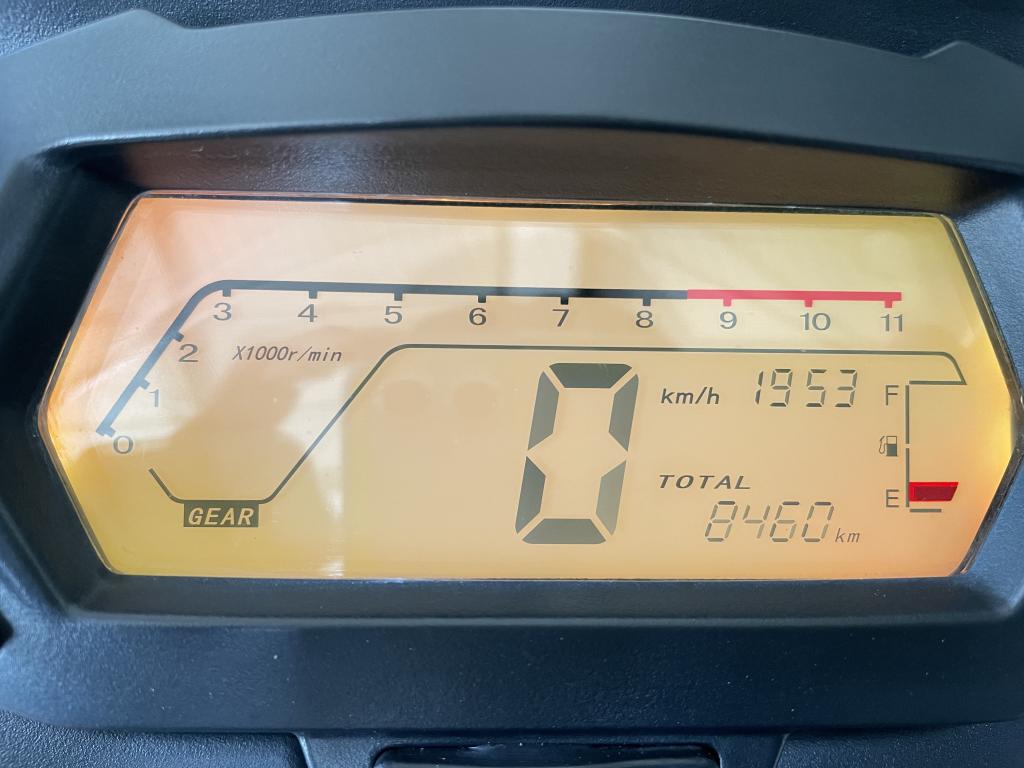 3 4 5 6 7 8 9 10 11
2 X1000r/min
1
0
km/h 1953
F
TOTAL
E
GEAR
0
8460 km